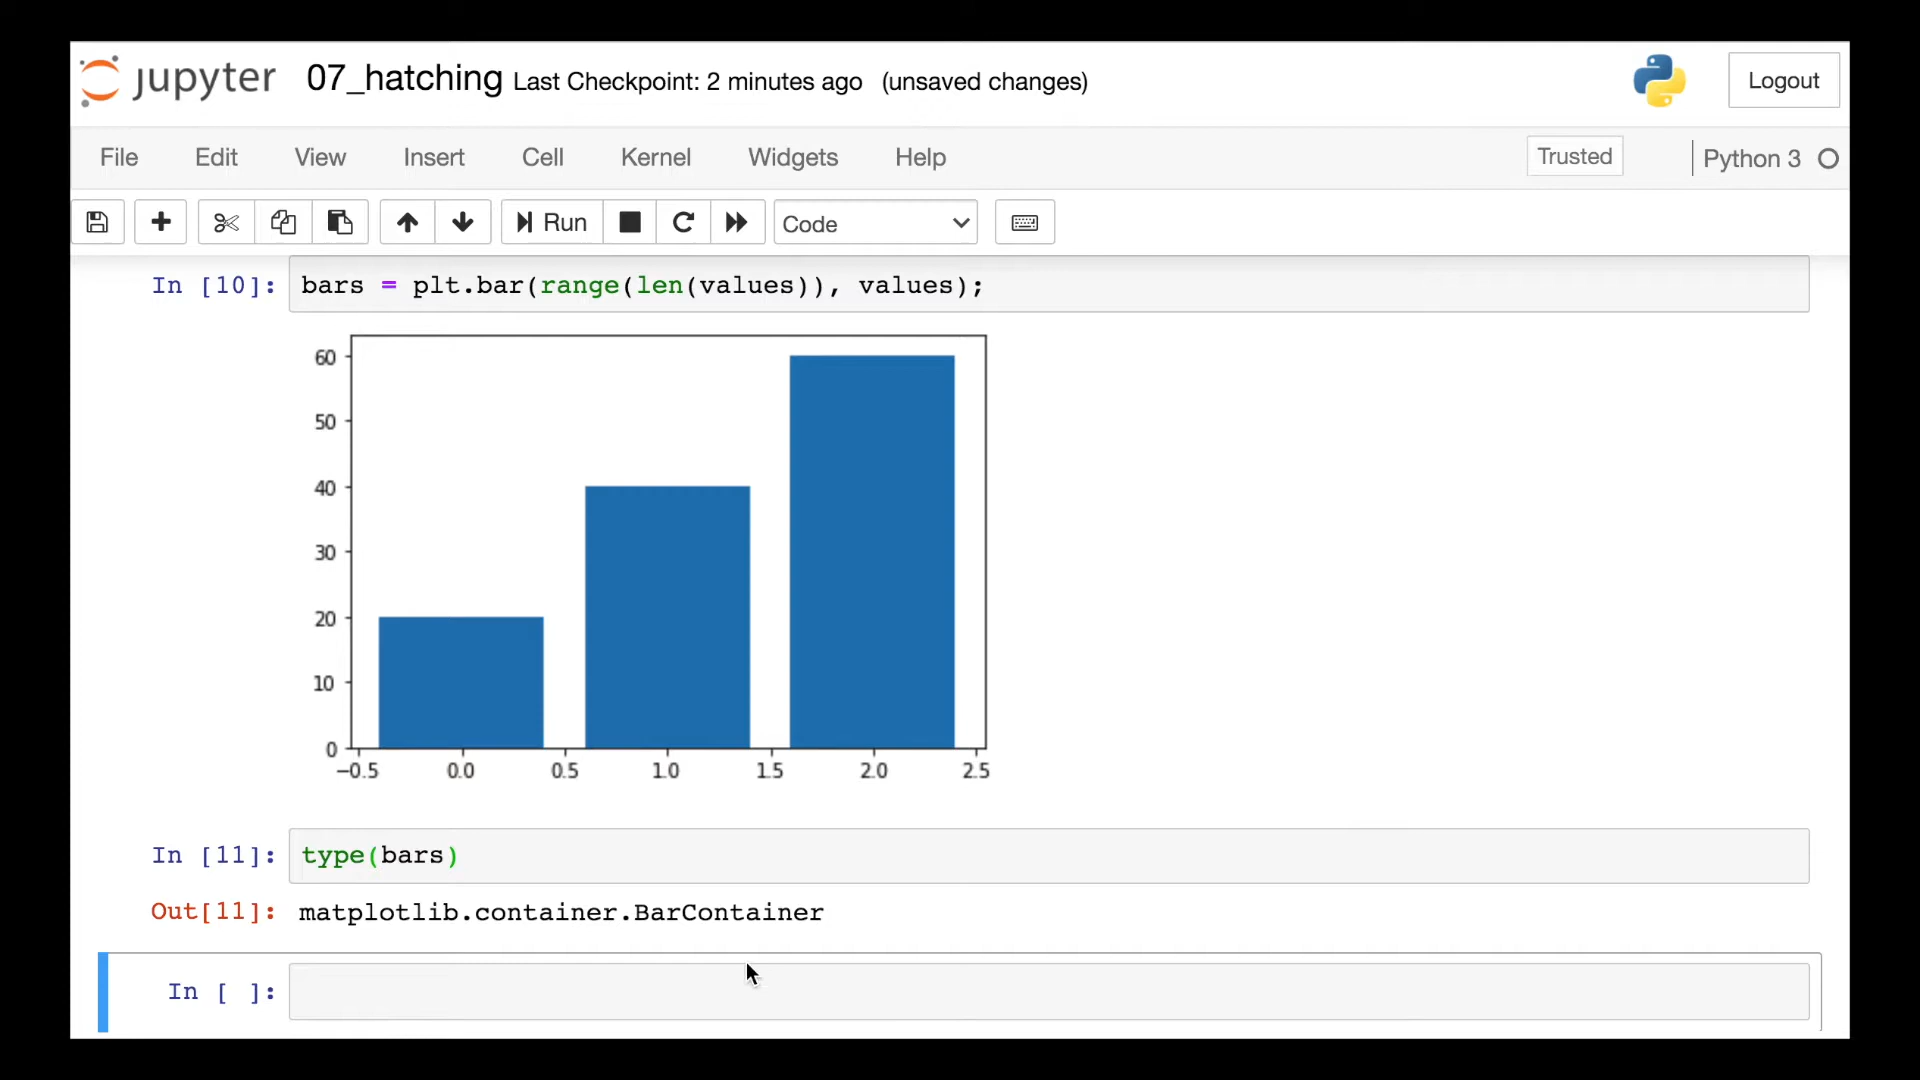 jupyter 07_hatching Last Checkpoint: 2 minutes ago (unsaved changes) Logout
File Edit View Insert Cell Kernel Widgets Help Trusted Python 3
Run Code
In [10]: bars = plt.bar(range(len(values)), values);
60
50
40
30
20
10
0
−0.5 0.0 0.5 1.0 1.5 2.0 2.5
In [11]: type(bars)
Out[11]: matplotlib.container.BarContainer
In [ ]: